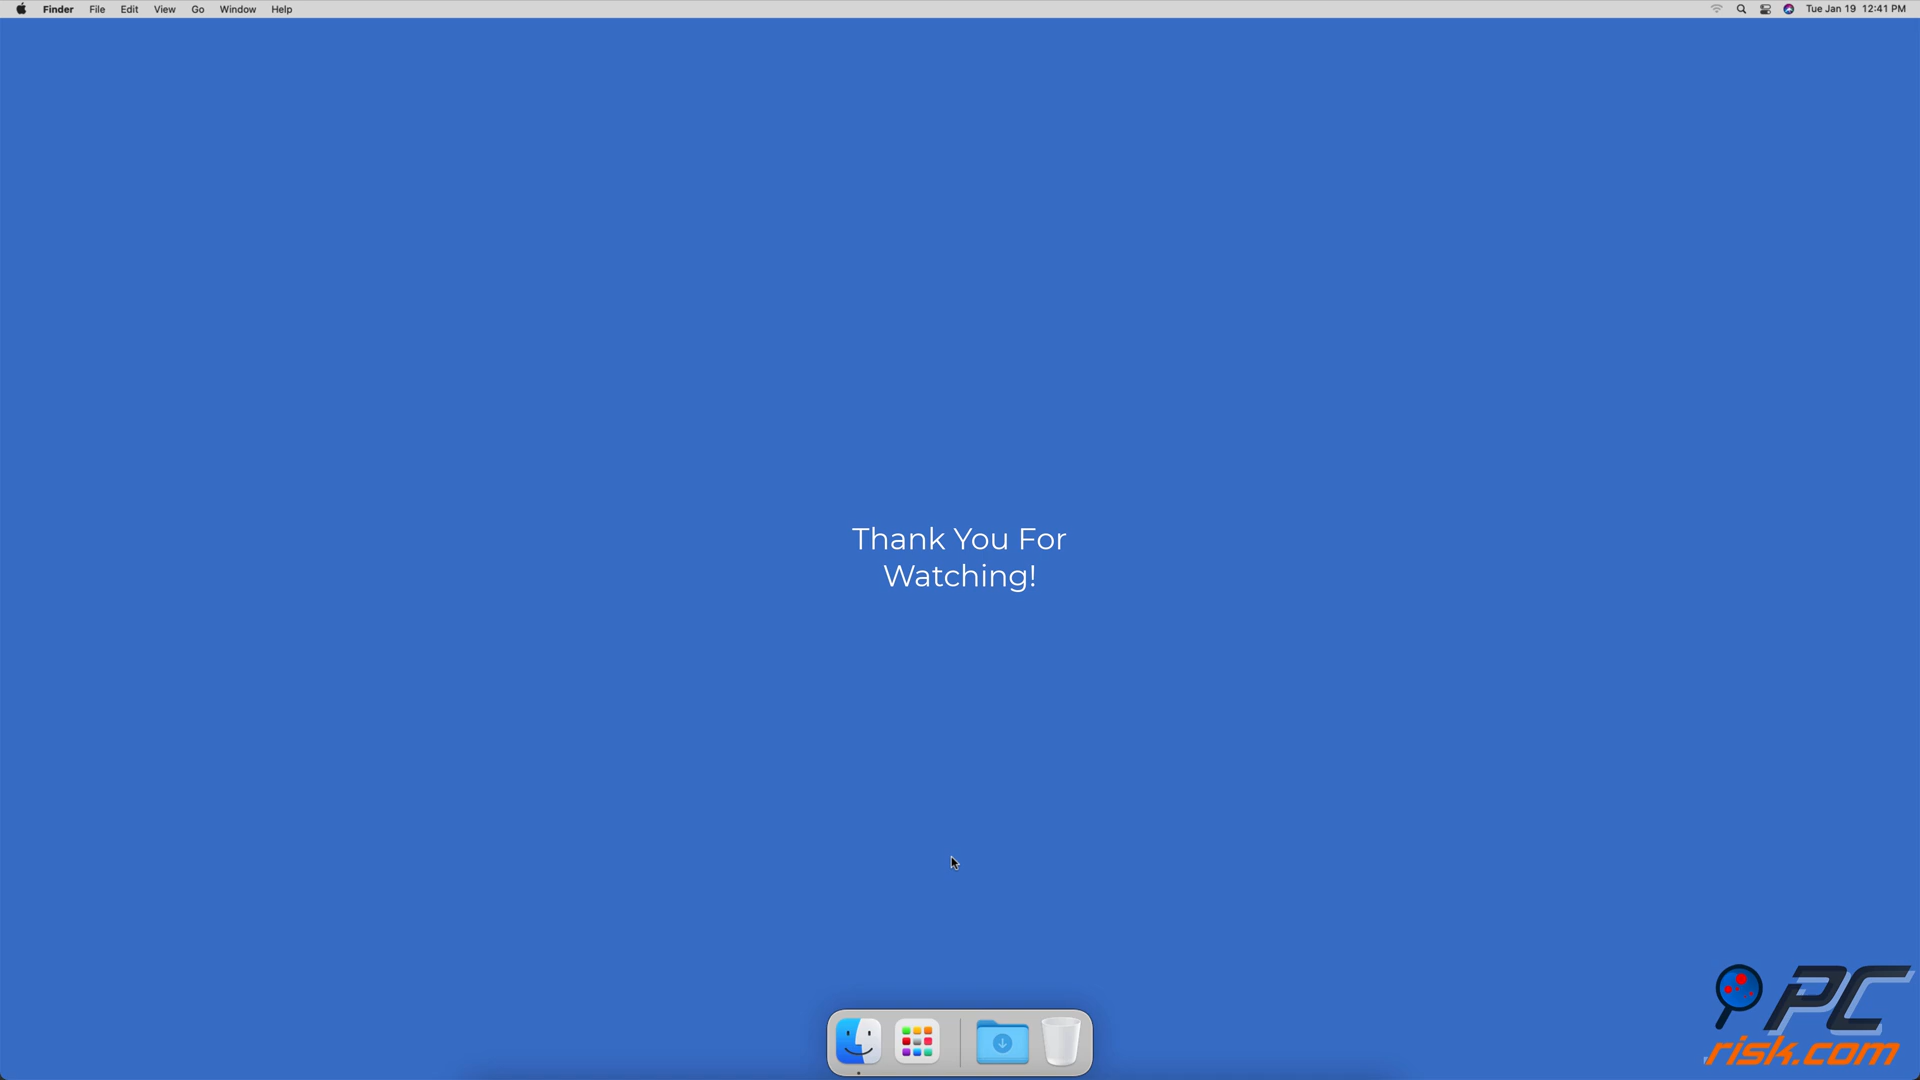 Finder File Edit View Go Window Help Tue Jan 19 12:41 PM
Thank You For
Watching!
PC
risk.com